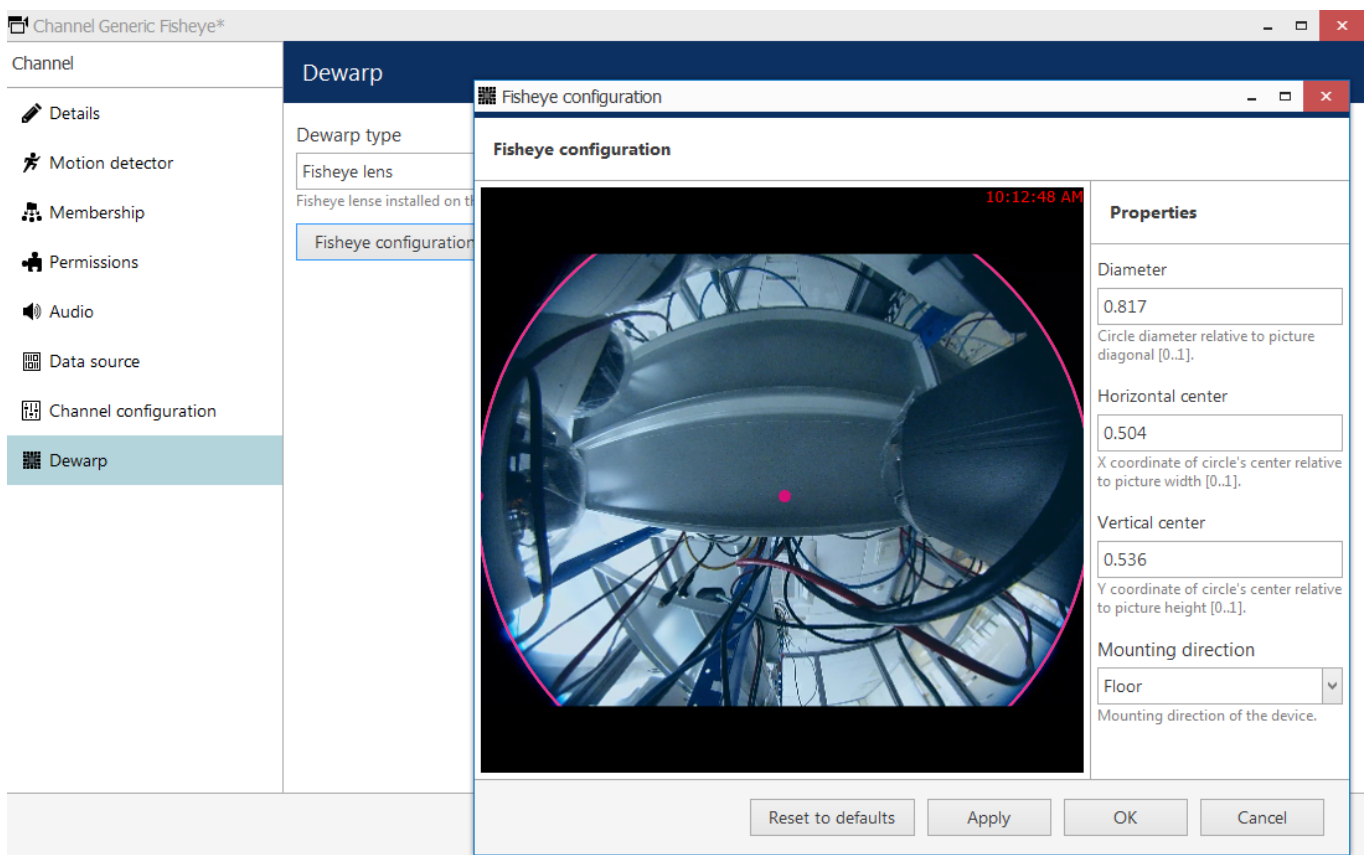 Channel Generic Fisheye*
Channel
Details
Motion detector
Membership
Permissions
Audio
Data source
Channel configuration
Dewarp
Dewarp
Dewarp type
Fisheye lens
Fisheye lense installed on
Fisheye configuration
Fisheye configuration
Fisheye configuration
10:12:48 AM
Properties
Diameter
0.817
Circle diameter relative to picture
diagonal [0..1].
Horizontal center
0.504
X coordinate of circle's center relative
to picture width [0..1].
Vertical center
0.536
Y coordinate of circle's center relative
to picture height [0..1].
Mounting direction
Floor
Mounting direction of the device.
Reset to defaults
Apply
OK
Cancel